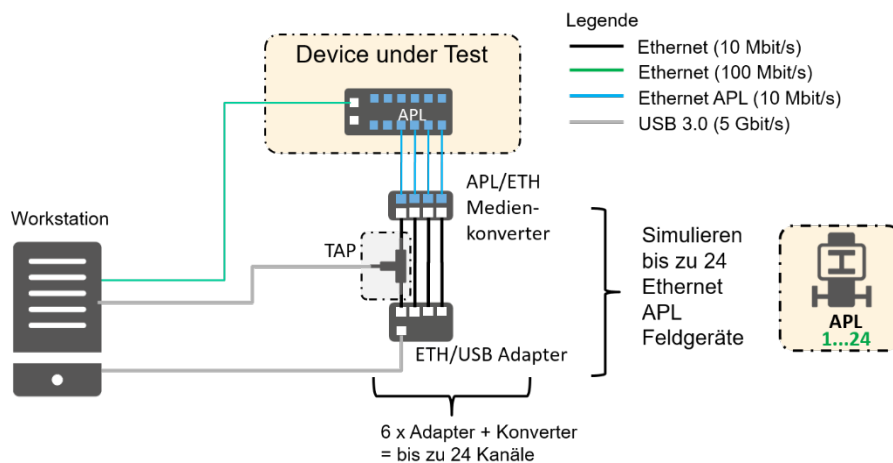 Legende
Ethernet (10 Mbit/s)
Ethernet (100 Mbit/s)
Ethernet APL (10 Mbit/s)
USB 3.0 (5 Gbit/s)
Device under Test
APL
APL/ETH
Medien-
konverter
Workstation
TAP
ETH/USB Adapter
Simulieren
bis zu 24
Ethernet
APL
Feldgeräte
APL
1...24
6 x Adapter + Konverter
= bis zu 24 Kanäle